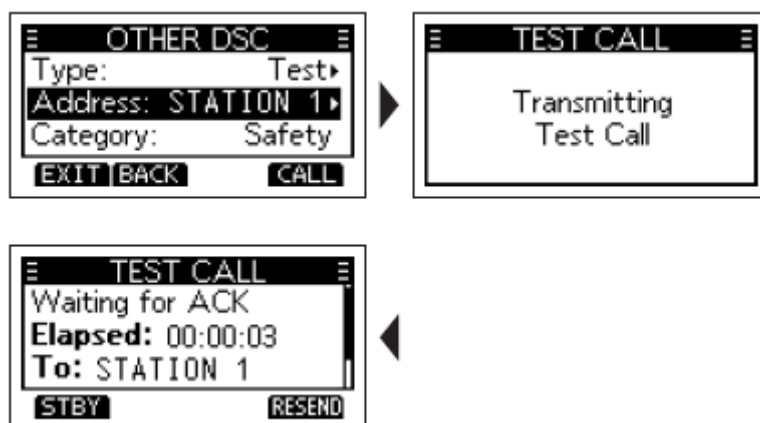 OTHER DSC
Type: Test
Address: STATION 1
Category: Safety
EXIT BACK CALL
TEST CALL
Transmitting
Test Call
TEST CALL
Waiting for ACK
Elapsed: 00:00:03
To: STATION 1
STBY RESEND